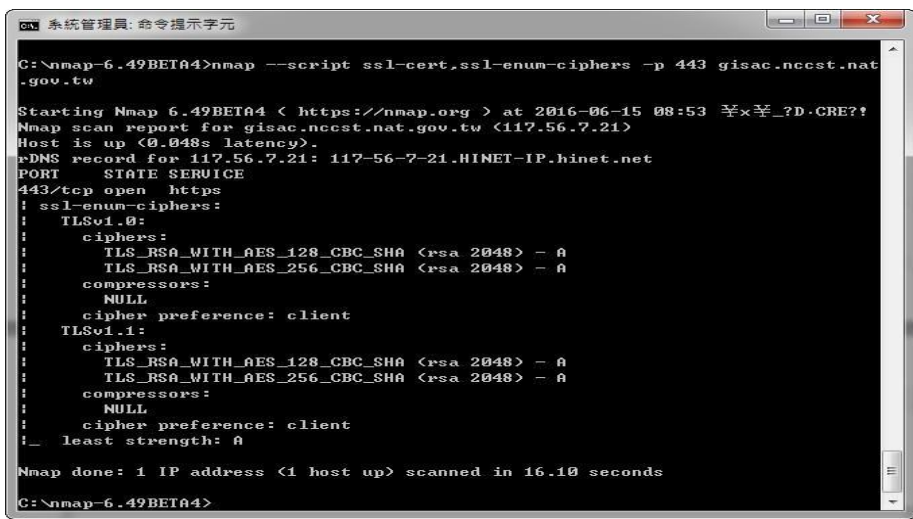 系統管理員: 命令提示字元
C:\nmap-6.49BETA4>nmap --script ssl-cert,ssl-enum-ciphers -p 443 gisac.nccst.nat
.gov.tw
Starting Nmap 6.49BETA4 ( https://nmap.org ) at 2016-06-15 08:53 ¥x¥_?D·CRE?!
Nmap scan report for gisac.nccst.nat.gov.tw (117.56.7.21)
Host is up (0.048s latency).
rDNS record for 117.56.7.21: 117-56-7-21.HINET-IP.hinet.net
PORT    STATE SERVICE
443/tcp open  https
| ssl-enum-ciphers:
|   TLSv1.0:
|     ciphers:
|       TLS_RSA_WITH_AES_128_CBC_SHA (rsa 2048) - A
|       TLS_RSA_WITH_AES_256_CBC_SHA (rsa 2048) - A
|     compressors:
|       NULL
|     cipher preference: client
|   TLSv1.1:
|     ciphers:
|       TLS_RSA_WITH_AES_128_CBC_SHA (rsa 2048) - A
|       TLS_RSA_WITH_AES_256_CBC_SHA (rsa 2048) - A
|     compressors:
|       NULL
|     cipher preference: client
|_  least strength: A
Nmap done: 1 IP address (1 host up) scanned in 16.10 seconds
C:\nmap-6.49BETA4>